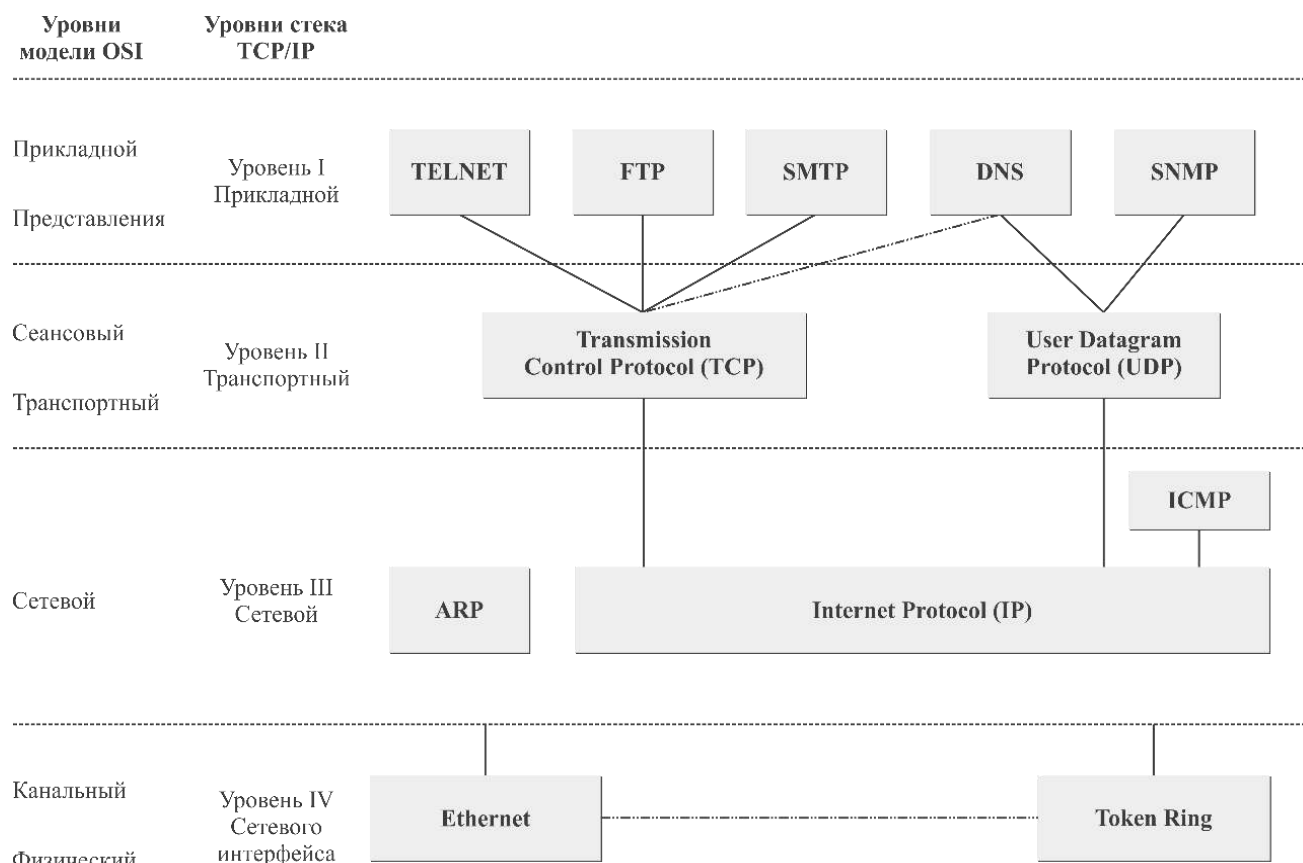 Уровни
модели OSI
Уровни стека
TCP/IP
Прикладной
Представления
Уровень I
Прикладной
TELNET
FTP
SMTP
DNS
SNMP
Сеансовый
Транспортный
Уровень II
Транспортный
Transmission
Control Protocol (TCP)
User Datagram
Protocol (UDP)
ICMP
Сетевой
Уровень III
Сетевой
ARP
Internet Protocol (IP)
Канальный
Физический
Уровень IV
Сетевого
интерфейса
Ethernet
Token Ring